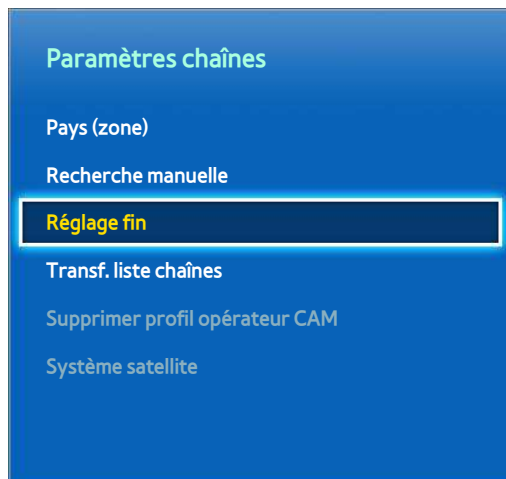 Paramètres chaînes
Pays (zone)
Recherche manuelle
Réglage fin
Transf. liste chaînes
Supprimer profil opérateur CAM
Système satellite